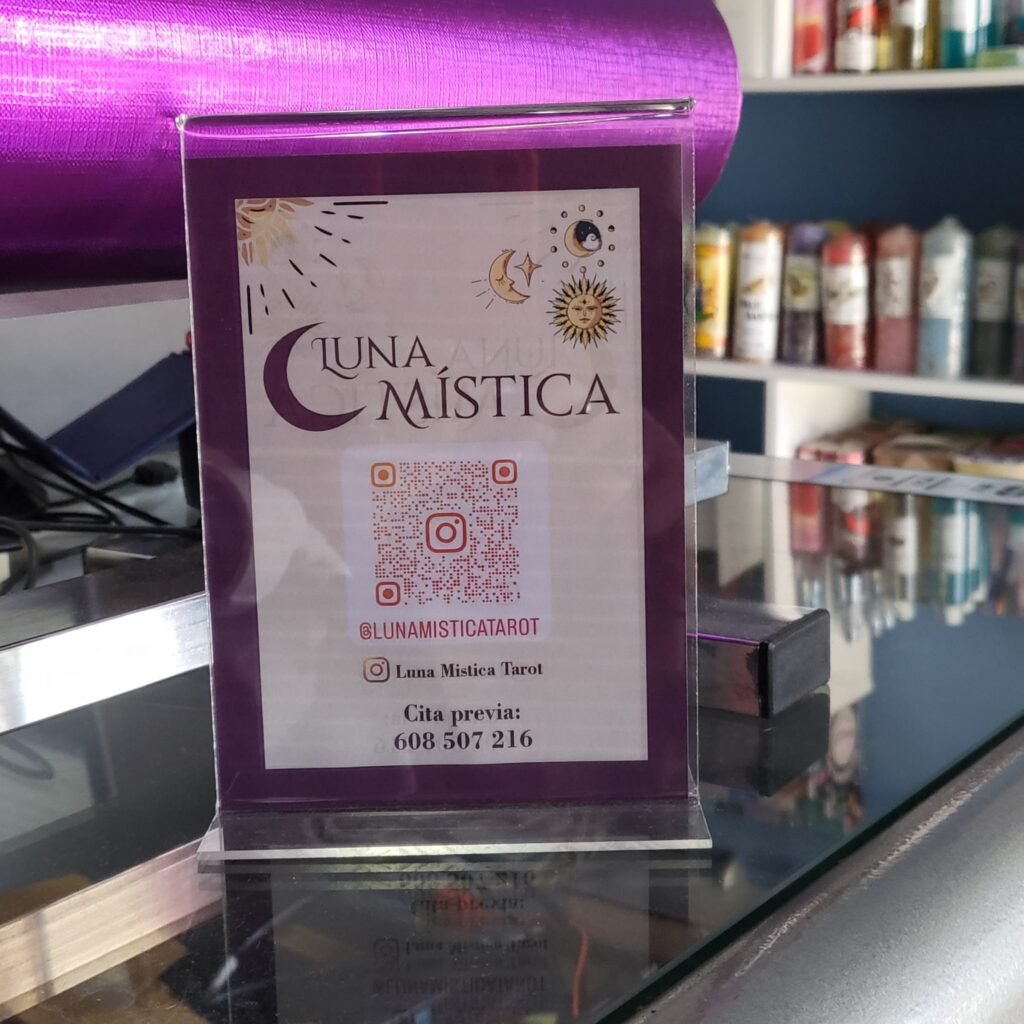 LUNA
MÍSTICA
@LUNAMISTICATAROT
Luna Mistica Tarot
Cita previa:
608 507 216